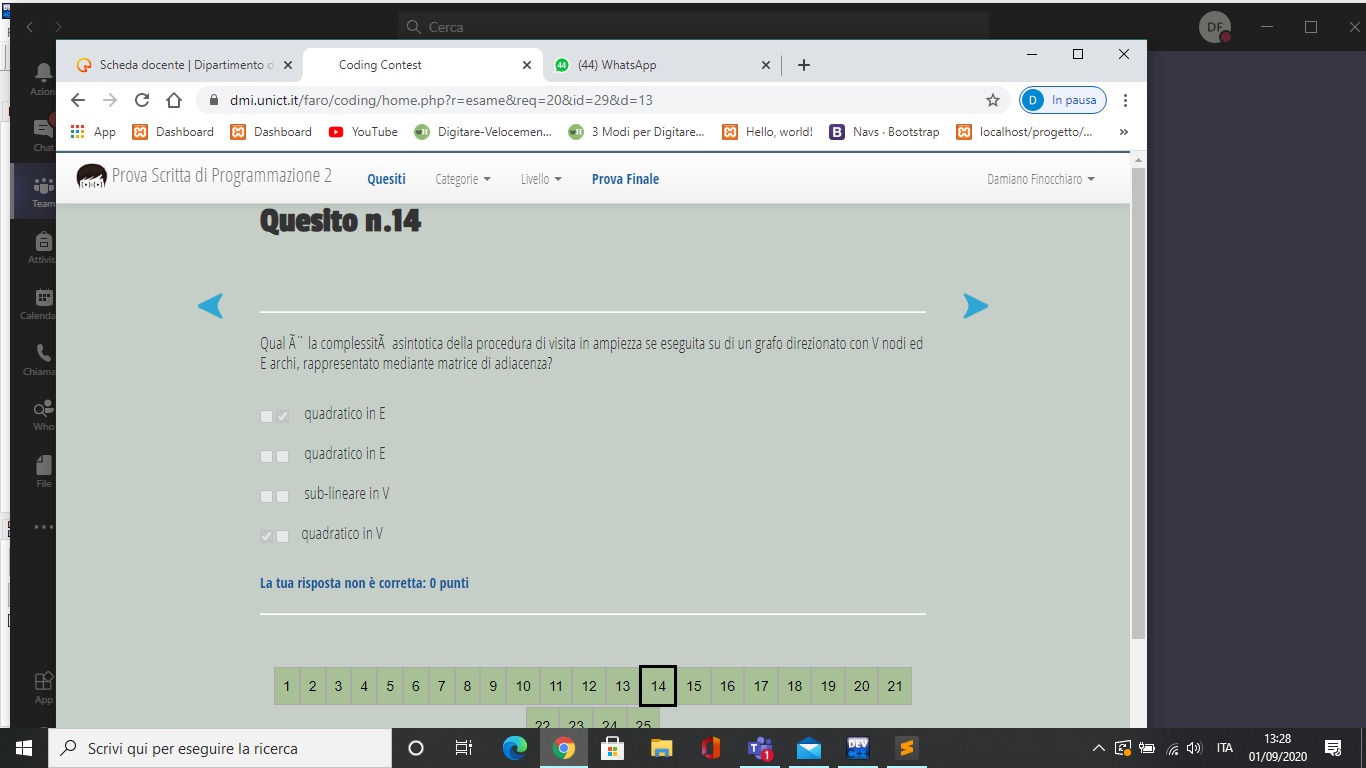 Cerca
DF
Scheda docente | Dipartimento d
Coding Contest
44 (44) WhatsApp
dmi.unict.it/faro/coding/home.php?r=esame&req=20&id=29&d=13
D In pausa
App
Dashboard
Dashboard
YouTube
Digitare-Velocemen...
3 Modi per Digitare...
Hello, world!
B Navs · Bootstrap
localhost/progetto/...
»
Azion
Chat
Team
Attivit
Calenda
Chiama
Who
File
App
Prova Scritta di Programmazione 2
Quesiti
Categorie
Livello
Prova Finale
Damiano Finocchiaro
Quesito n.14
Qual Ã¨ la complessitÃ  asintotica della procedura di visita in ampiezza se eseguita su di un grafo direzionato con V nodi ed
E archi, rappresentato mediante matrice di adiacenza?
quadratico in E
quadratico in E
sub-lineare in V
quadratico in V
La tua risposta non è corretta: 0 punti
1 2 3 4 5 6 7 8 9 10 11 12 13 14 15 16 17 18 19 20 21
22 23 24 25
Scrivi qui per eseguire la ricerca
1
DEV
ITA
13:28
01/09/2020